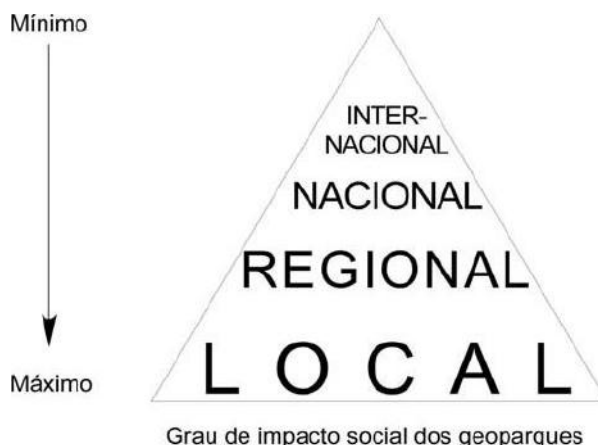 Mínimo
INTER-
NACIONAL
NACIONAL
REGIONAL
LOCAL
Máximo
Grau de impacto social dos geoparques